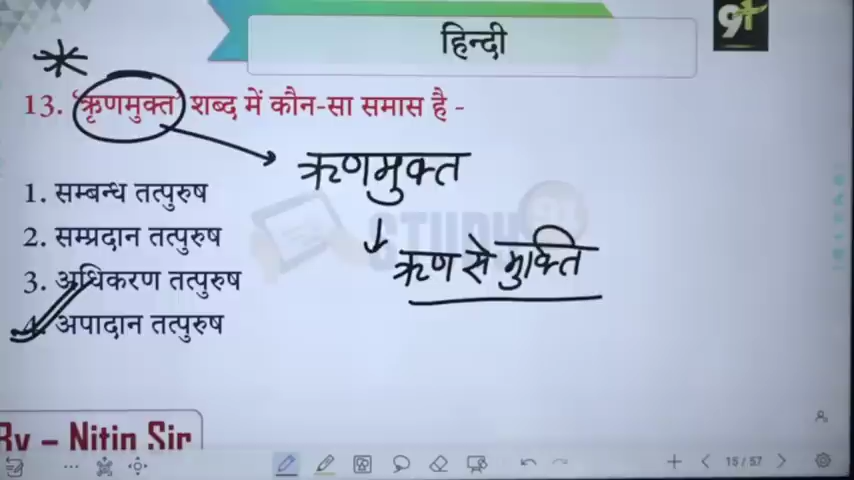 हिन्दी
13. 'ऋणमुक्त' शब्द में कौन-सा समास है -
ऋणमुक्त
1. सम्बन्ध तत्पुरुष
2. सम्प्रदान तत्पुरुष
ऋण से मुक्ति
3. अधिकरण तत्पुरुष
4. अपादान तत्पुरुष
By – Nitin Sir
15 / 57